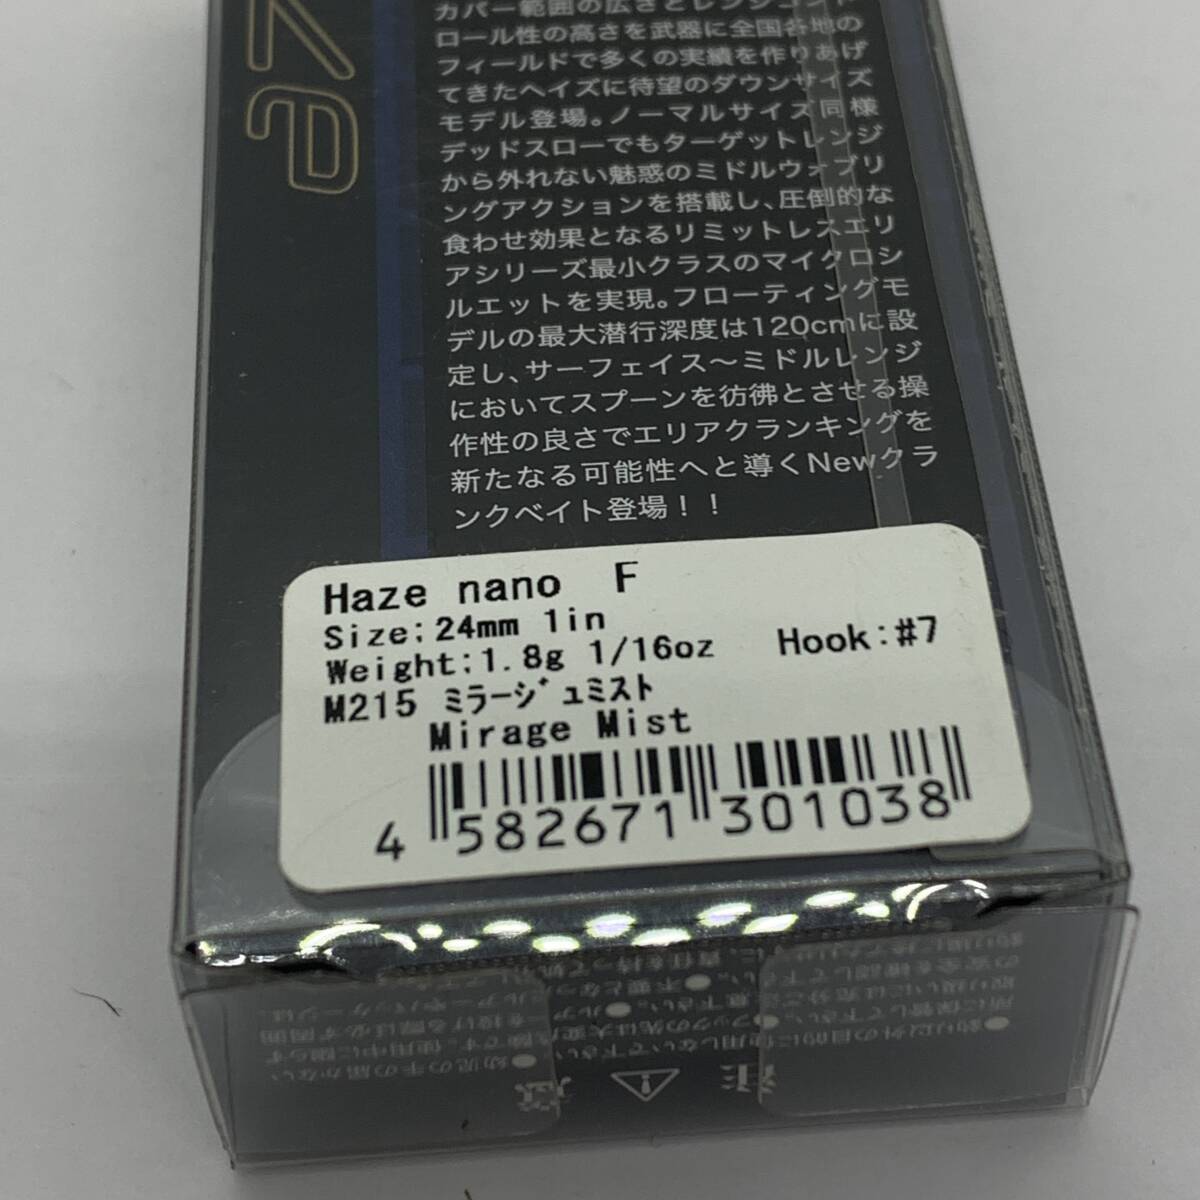 ze
カバー範囲の広さとレンジコント
ロール性の高さを武器に全国各地の
フィールドで多くの実績を作りあげ
てきたヘイズに待望のダウンサイズ
モデル登場。ノーマルサイズ同様
デッドスローでもターゲットレンジ
から外れない魅惑のミドルウォブリ
ングアクションを搭載し、圧倒的な
食わせ効果となるリミットレスエリ
アシリーズ最小クラスのマイクロシ
ルエットを実現。フローティングモ
デルの最大潜行深度は120cmに設
定し、サーフェイス～ミドルレンジ
においてスプーンを彷彿とさせる操
作性の良さでエリアクランキングを
新たなる可能性へと導くNewクラ
ンクベイト登場！！
Haze nano F
Size:24mm 1in
Weight:1.8g 1/16oz Hook:#7
M215 ﾐﾗｰｼﾞｭﾐｽﾄ
Mirage Mist
4 582671 301038
注 ⚠ 意